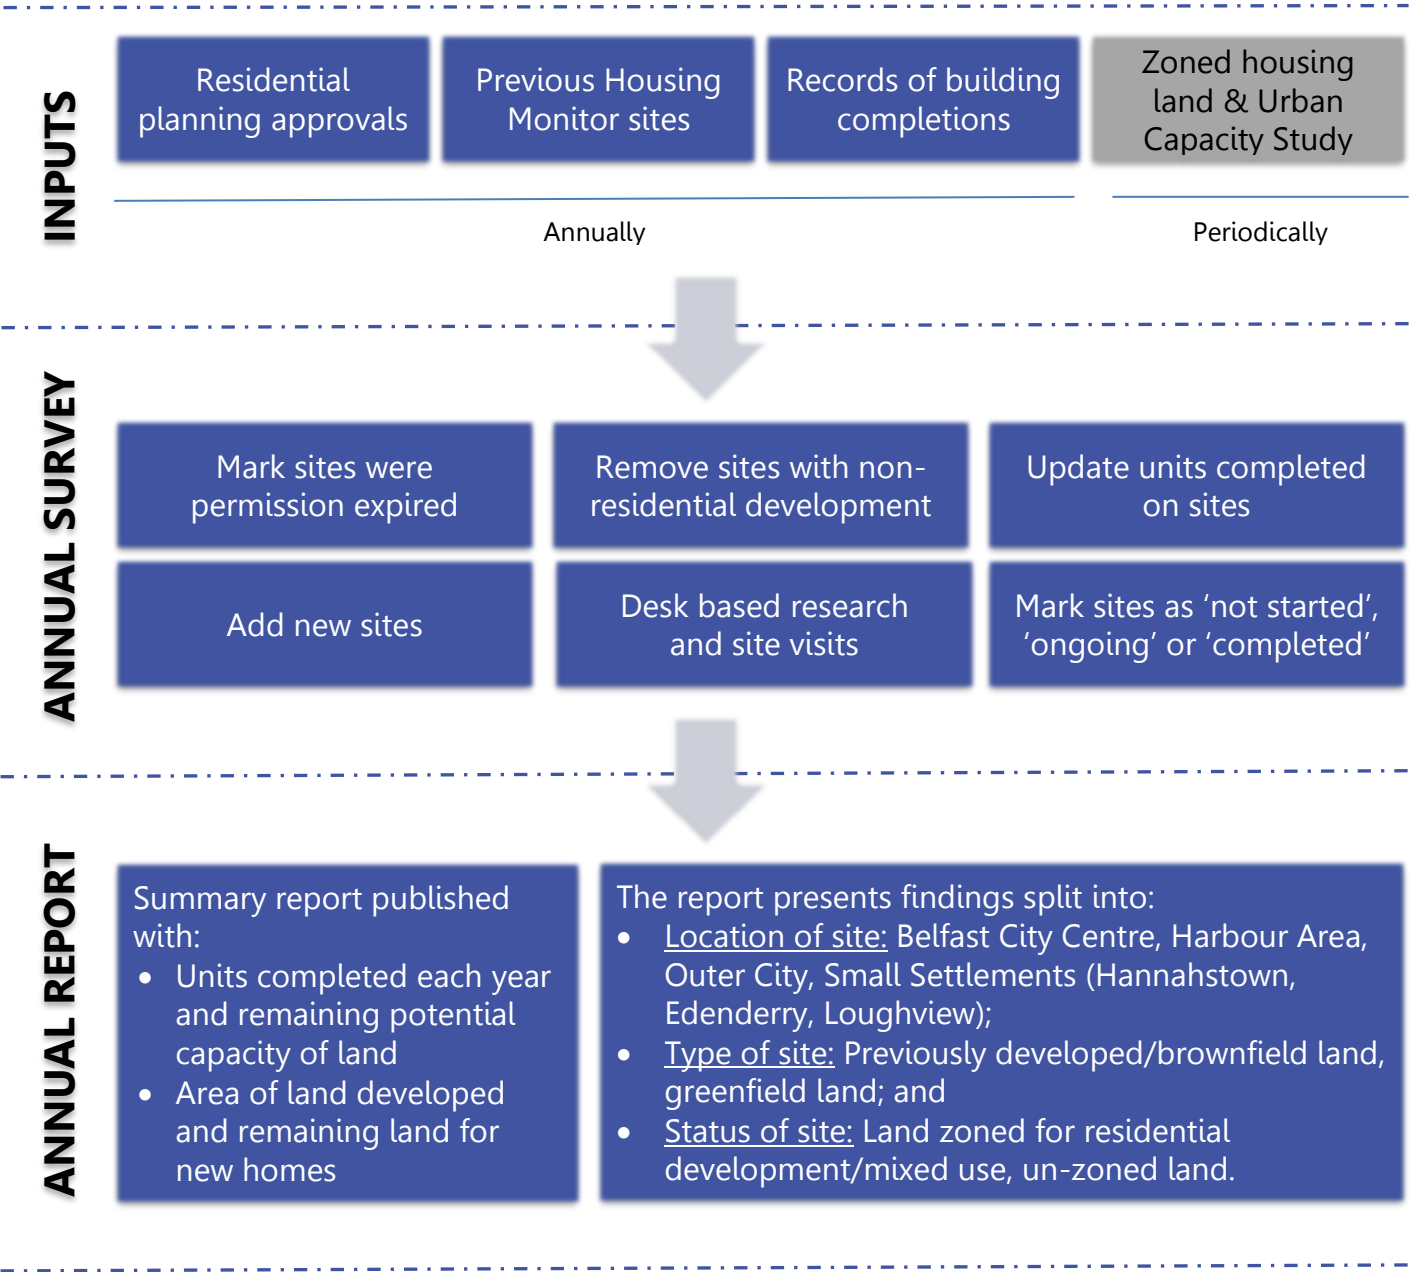 INPUTS
Residential
planning approvals
Previous Housing
Monitor sites
Records of building
completions
Zoned housing
land & Urban
Capacity Study
Annually
Periodically
ANNUAL SURVEY
Mark sites were
permission expired
Remove sites with non-
residential development
Update units completed
on sites
Add new sites
Desk based research
and site visits
Mark sites as ‘not started’,
‘ongoing’ or ‘completed’
ANNUAL REPORT
Summary report published
with:
• Units completed each year
and remaining potential
capacity of land
• Area of land developed
and remaining land for
new homes
The report presents findings split into:
• Location of site: Belfast City Centre, Harbour Area,
Outer City, Small Settlements (Hannahstown,
Edenderry, Loughview);
• Type of site: Previously developed/brownfield land,
greenfield land; and
• Status of site: Land zoned for residential
development/mixed use, un-zoned land.